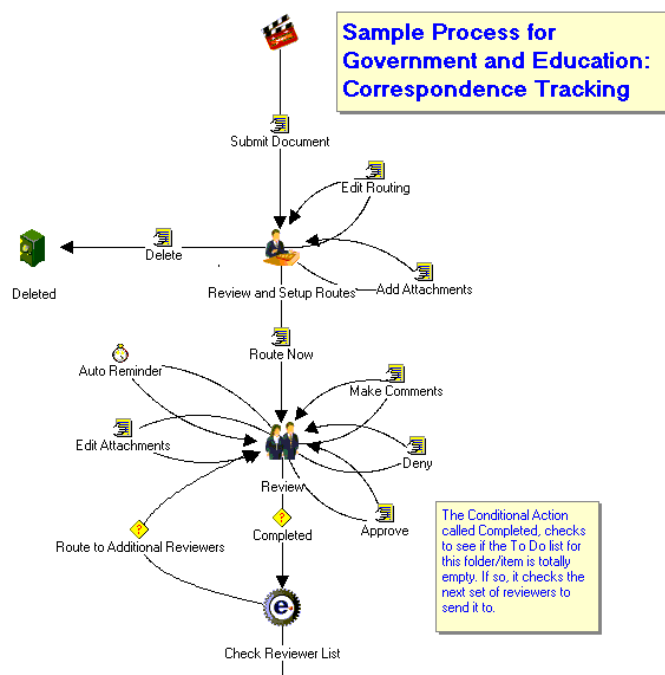 Sample Process for
Government and Education:
Correspondence Tracking
Submit Document
Edit Routing
Delete
Deleted
Review and Setup Routes
Add Attachments
Route Now
Auto Reminder
Make Comments
Edit Attachments
Deny
Review
Route to Additional Reviewers
Completed
Approve
The Conditional Action
called Completed, checks
to see if the To Do list for
this folder/item is totally
empty. If so, it checks the
next set of reviewers to
send it to.
? 
?
e
Check Reviewer List